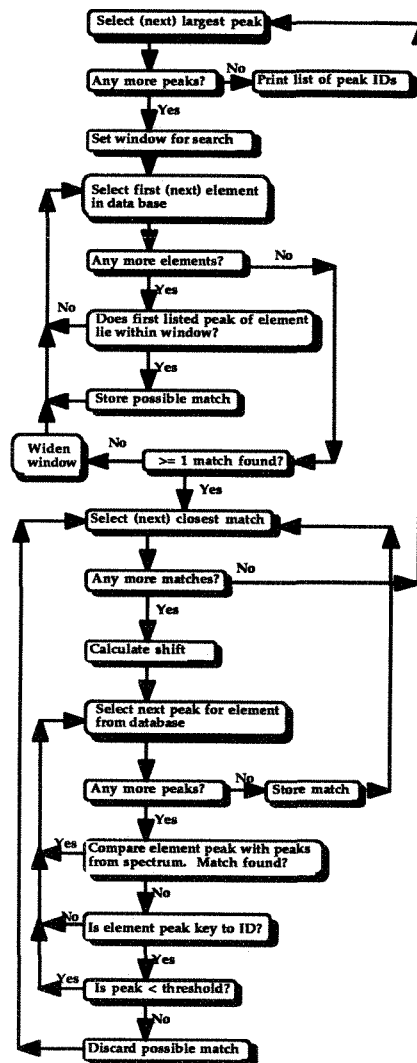 Select (next) largest peak
Any more peaks?
No
Print list of peak IDs
Yes
Set window for search
Select first (next) element
in data base
Any more elements?
No
Yes
No
Does first listed peak of element
lie within window?
Yes
Store possible match
Widen
window
No
>= 1 match found?
Yes
Select (next) closest match
Any more matches?
No
Yes
Calculate shift
Select next peak for element
from database
Any more peaks?
No
Store match
Yes
Yes
Compare element peak with peaks
from spectrum. Match found?
No
No
Is element peak key to ID?
Yes
Yes
Is peak < threshold?
No
Discard possible match